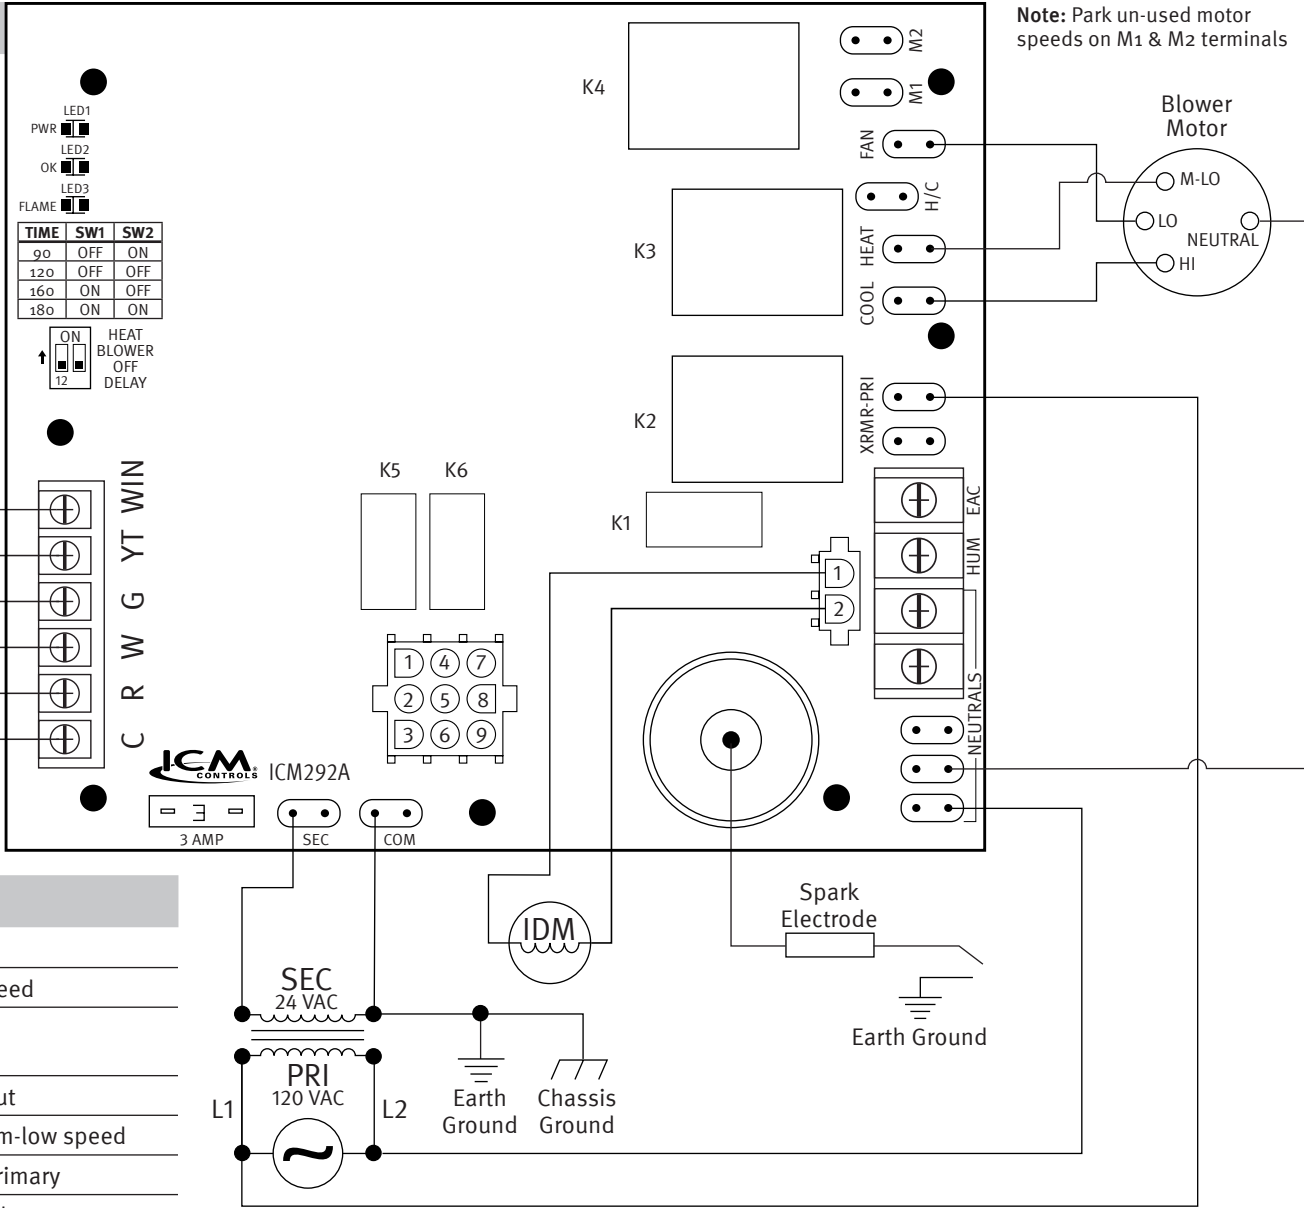 Note: Park un-used motor
speeds on M1 & M2 terminals
K4
M2
M1
Blower
Motor
LED1
PWR
LED2
OK
LED3
FLAME
FAN
M-LO
H/C
LO
NEUTRAL
HI
HEAT
COOL
K3
TIME SW1 SW2
90 OFF ON
120 OFF OFF
160 ON OFF
180 ON ON
ON
12
HEAT
BLOWER
OFF
DELAY
XRMR-PRI
K2
K5
K6
K1
EAC
HUM
NEUTRALS
WIN
YT
G
W
R
C
1
2
1 4 7
2 5 8
3 6 9
ICM
CONTROLS®
ICM292A
3
3 AMP
SEC
COM
IDM
Spark
Electrode
Earth Ground
SEC
24 VAC
PRI
120 VAC
L1
L2
Earth
Ground
Chassis
Ground
eed
ut
m-low speed
rimary